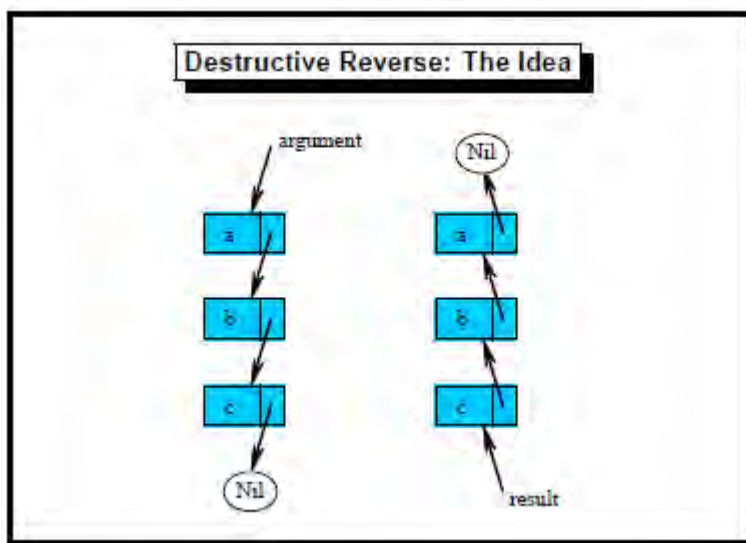 Destructive Reverse: The Idea
argument
Nil
a
a
b
b
c
c
Nil
result